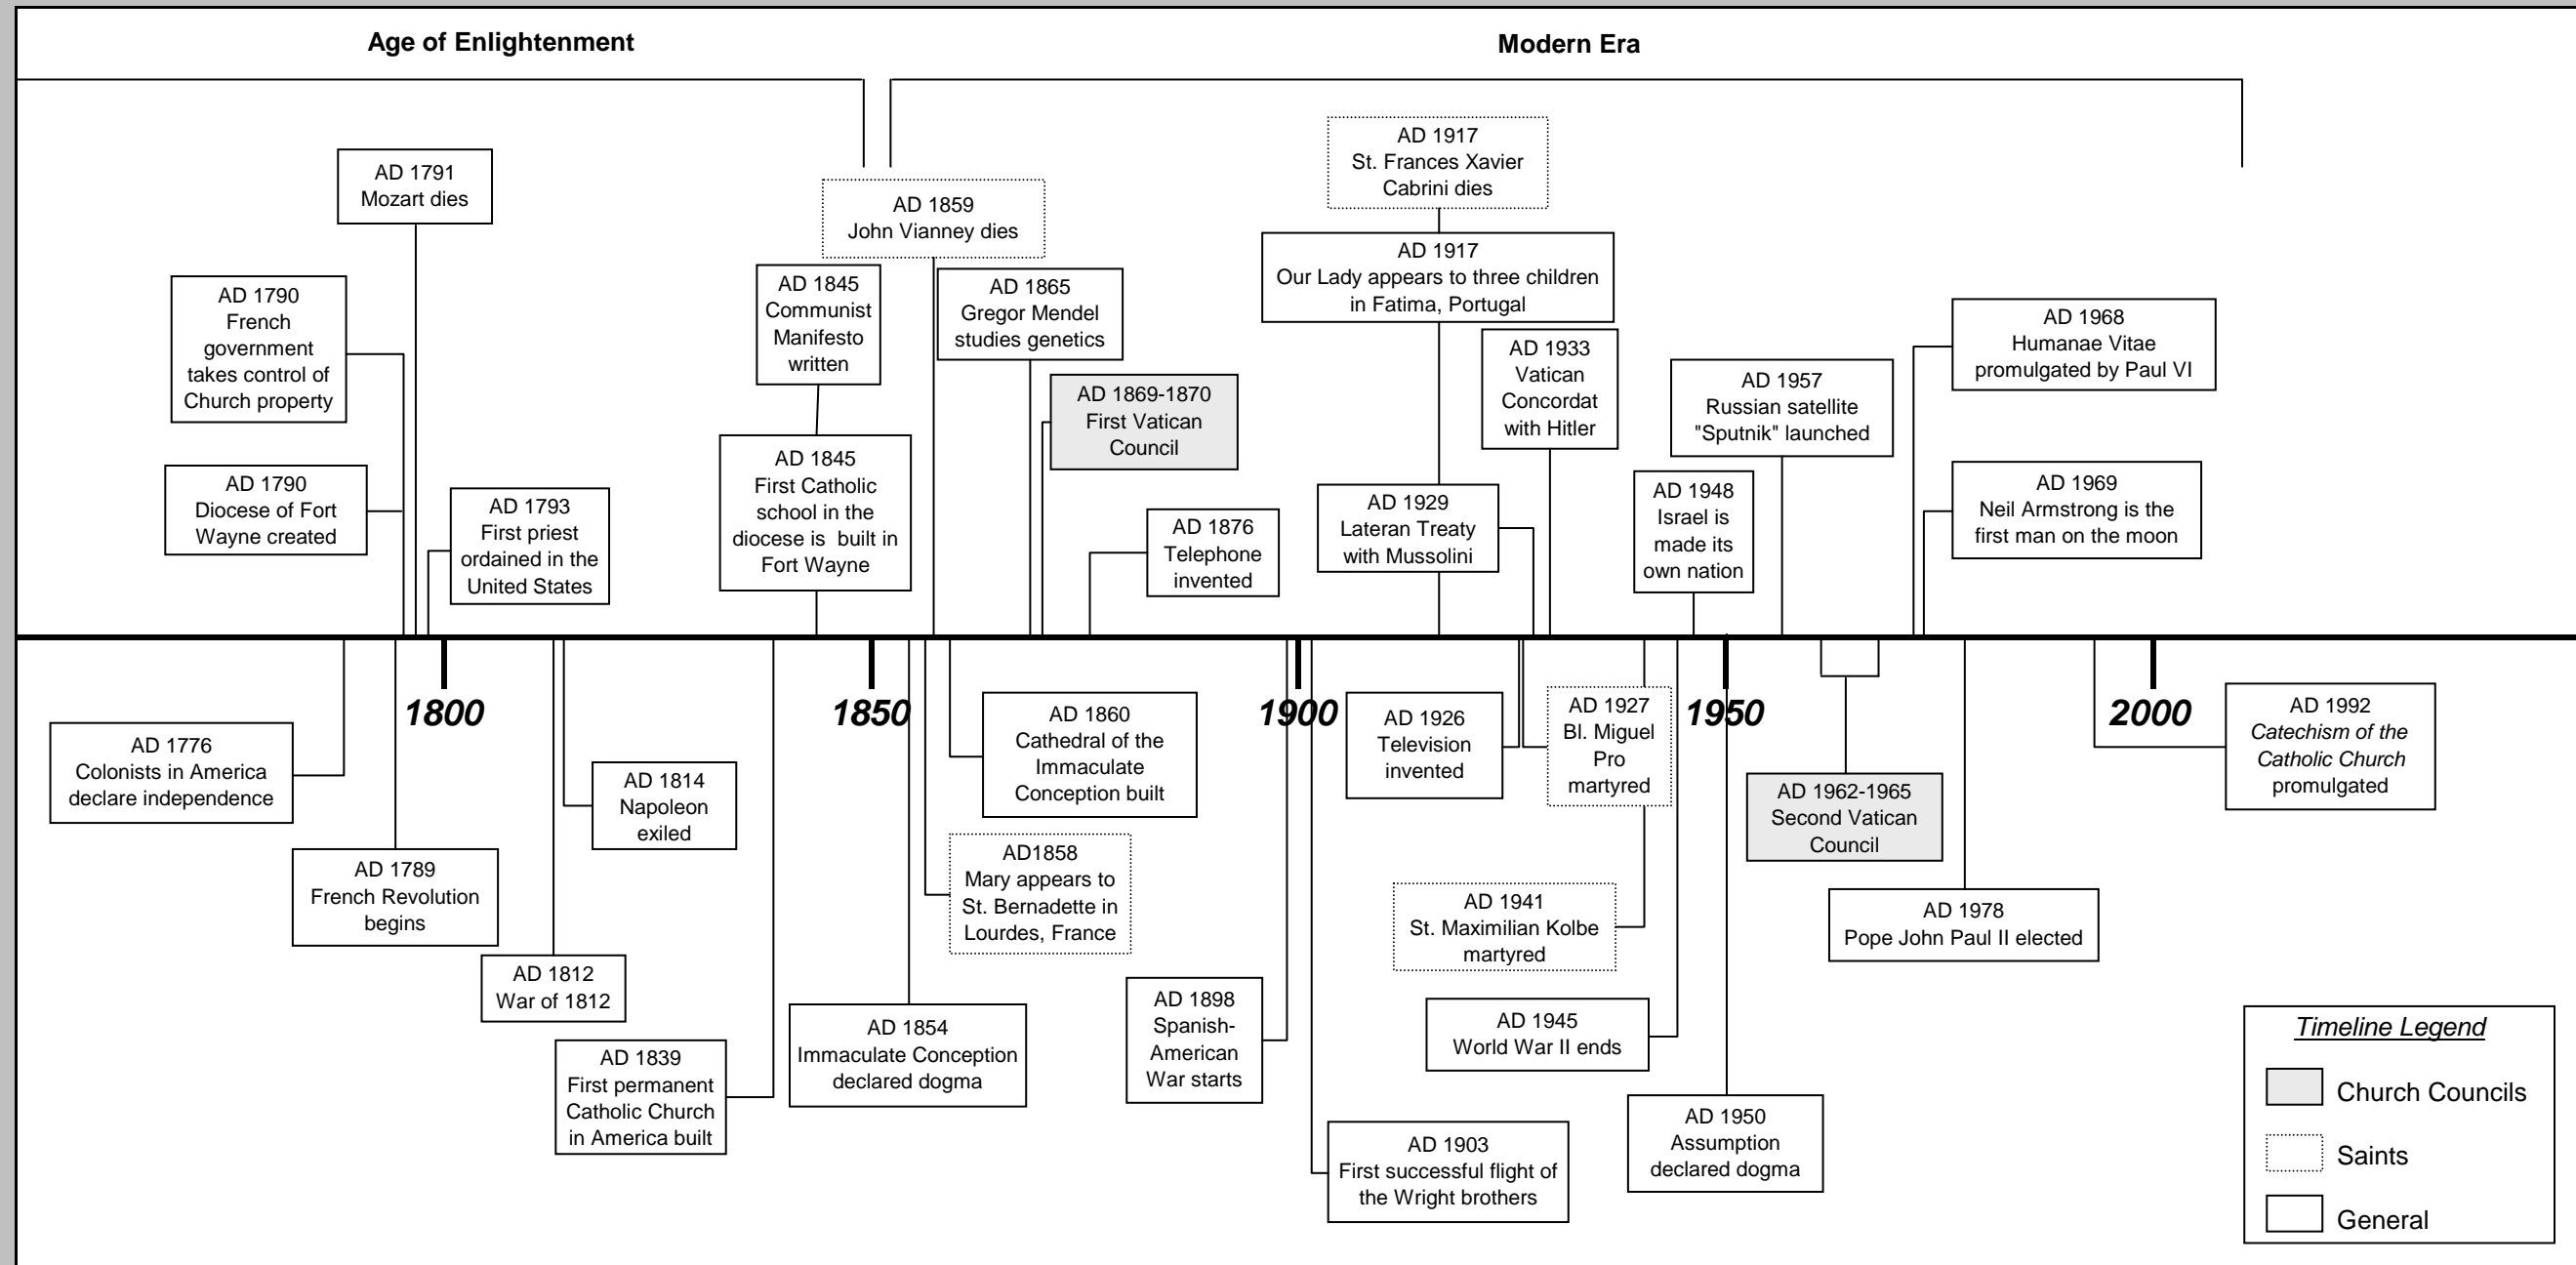 Age of Enlightenment
Modern Era
AD 1917
St. Frances Xavier
Cabrini dies
AD 1791
Mozart dies
AD 1859
John Vianney dies
AD 1917
Our Lady appears to three children
in Fatima, Portugal
AD 1790
French
government
takes control of
Church property
AD 1845
Communist
Manifesto
written
AD 1865
Gregor Mendel
studies genetics
AD 1968
Humanae Vitae
promulgated by Paul VI
AD 1933
Vatican
Concordat
with Hitler
AD 1957
Russian satellite
"Sputnik" launched
AD 1869-1870
First Vatican
Council
AD 1790
Diocese of Fort
Wayne created
AD 1793
First priest
ordained in the
United States
AD 1845
First Catholic
school in the
diocese is  built in
Fort Wayne
AD 1876
Telephone
invented
AD 1929
Lateran Treaty
with Mussolini
AD 1948
Israel is
made its
own nation
AD 1969
Neil Armstrong is the
first man on the moon
1800
1850
1900
1950
2000
AD 1776
Colonists in America
declare independence
AD 1814
Napoleon
exiled
AD 1860
Cathedral of the
Immaculate
Conception built
AD 1926
Television
invented
AD 1927
Bl. Miguel
Pro
martyred
AD 1992
Catechism of the
Catholic Church
promulgated
AD 1962-1965
Second Vatican
Council
AD 1789
French Revolution
begins
AD1858
Mary appears to
St. Bernadette in
Lourdes, France
AD 1941
St. Maximilian Kolbe
martyred
AD 1978
Pope John Paul II elected
AD 1812
War of 1812
AD 1898
Spanish-
American
War starts
AD 1854
Immaculate Conception
declared dogma
AD 1945
World War II ends
AD 1839
First permanent
Catholic Church
in America built
AD 1903
First successful flight of
the Wright brothers
AD 1950
Assumption
declared dogma
Timeline Legend
Church Councils
Saints
General